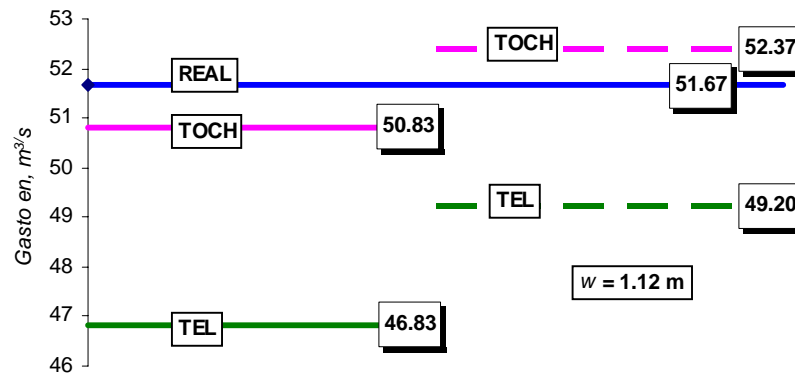 53
52
51
50
49
48
47
46
Gasto en, m³/s
TOCH
52.37
REAL
51.67
TOCH
50.83
TEL
49.20
w = 1.12 m
TEL
46.83